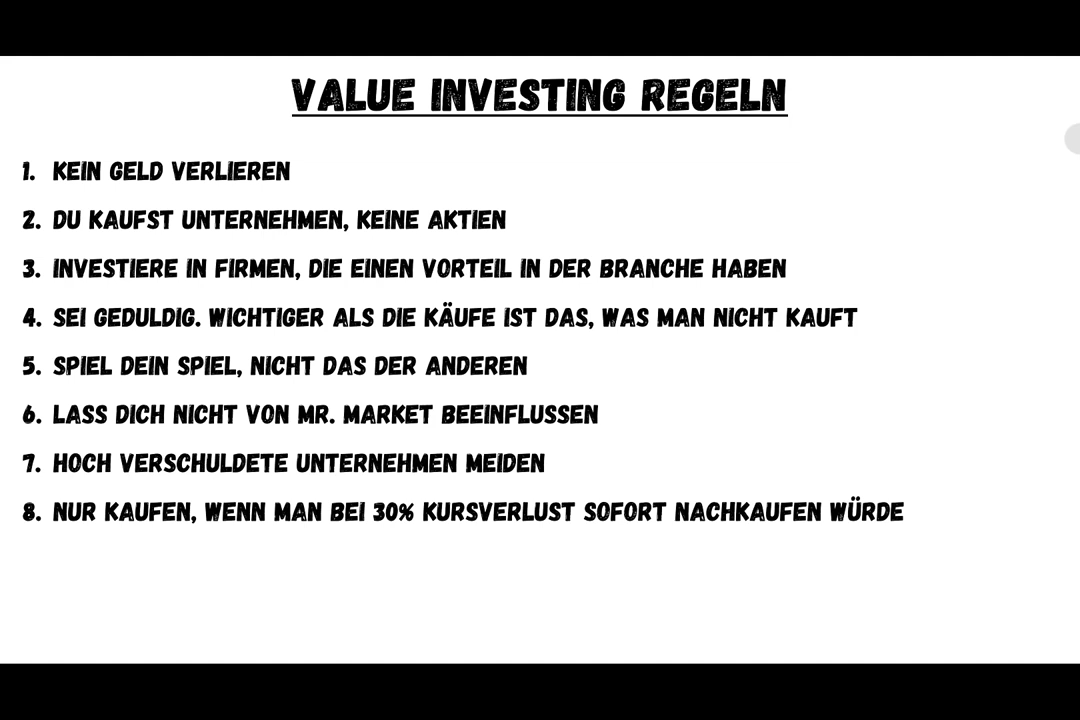 VALUE INVESTING REGELN
1. KEIN GELD VERLIEREN
2. DU KAUFST UNTERNEHMEN, KEINE AKTIEN
3. INVESTIERE IN FIRMEN, DIE EINEN VORTEIL IN DER BRANCHE HABEN
4. SEI GEDULDIG. WICHTIGER ALS DIE KÄUFE IST DAS, WAS MAN NICHT KAUFT
5. SPIEL DEIN SPIEL, NICHT DAS DER ANDEREN
6. LASS DICH NICHT VON MR. MARKET BEEINFLUSSEN
7. HOCH VERSCHULDETE UNTERNEHMEN MEIDEN
8. NUR KAUFEN, WENN MAN BEI 30% KURSVERLUST SOFORT NACHKAUFEN WÜRDE